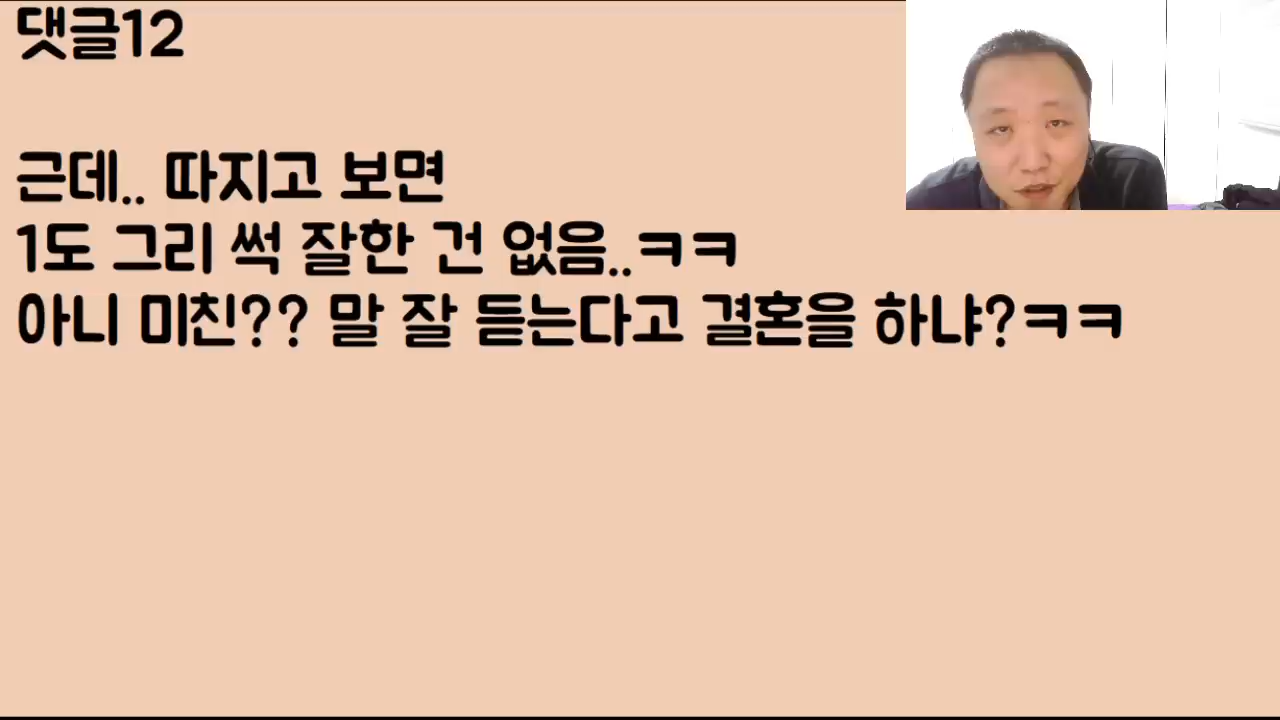 댓글12
근데.. 따지고 보면
1도 그리 썩 잘한 건 없음..ㅋㅋ
아니 미친?? 말 잘 듣는다고 결혼을 하냐?ㅋㅋ